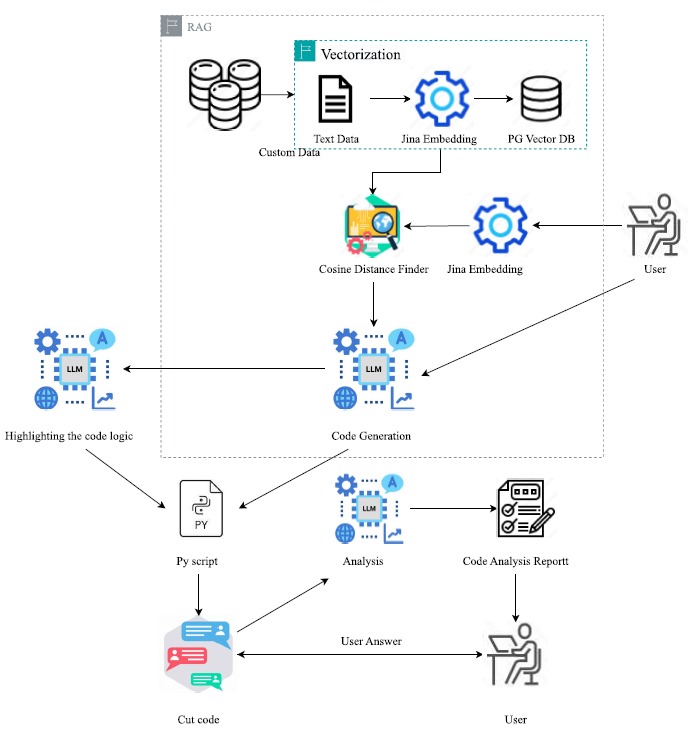 RAG
Vectorization
Text Data
Jina Embedding
PG Vector DB
Custom Data
Cosine Distance Finder
Jina Embedding
User
LLM
A
LLM
A
Highlighting the code logic
Code Generation
PY
LLM
A
Py script
Analysis
Code Analysis Reportt
User Answer
Cut code
User